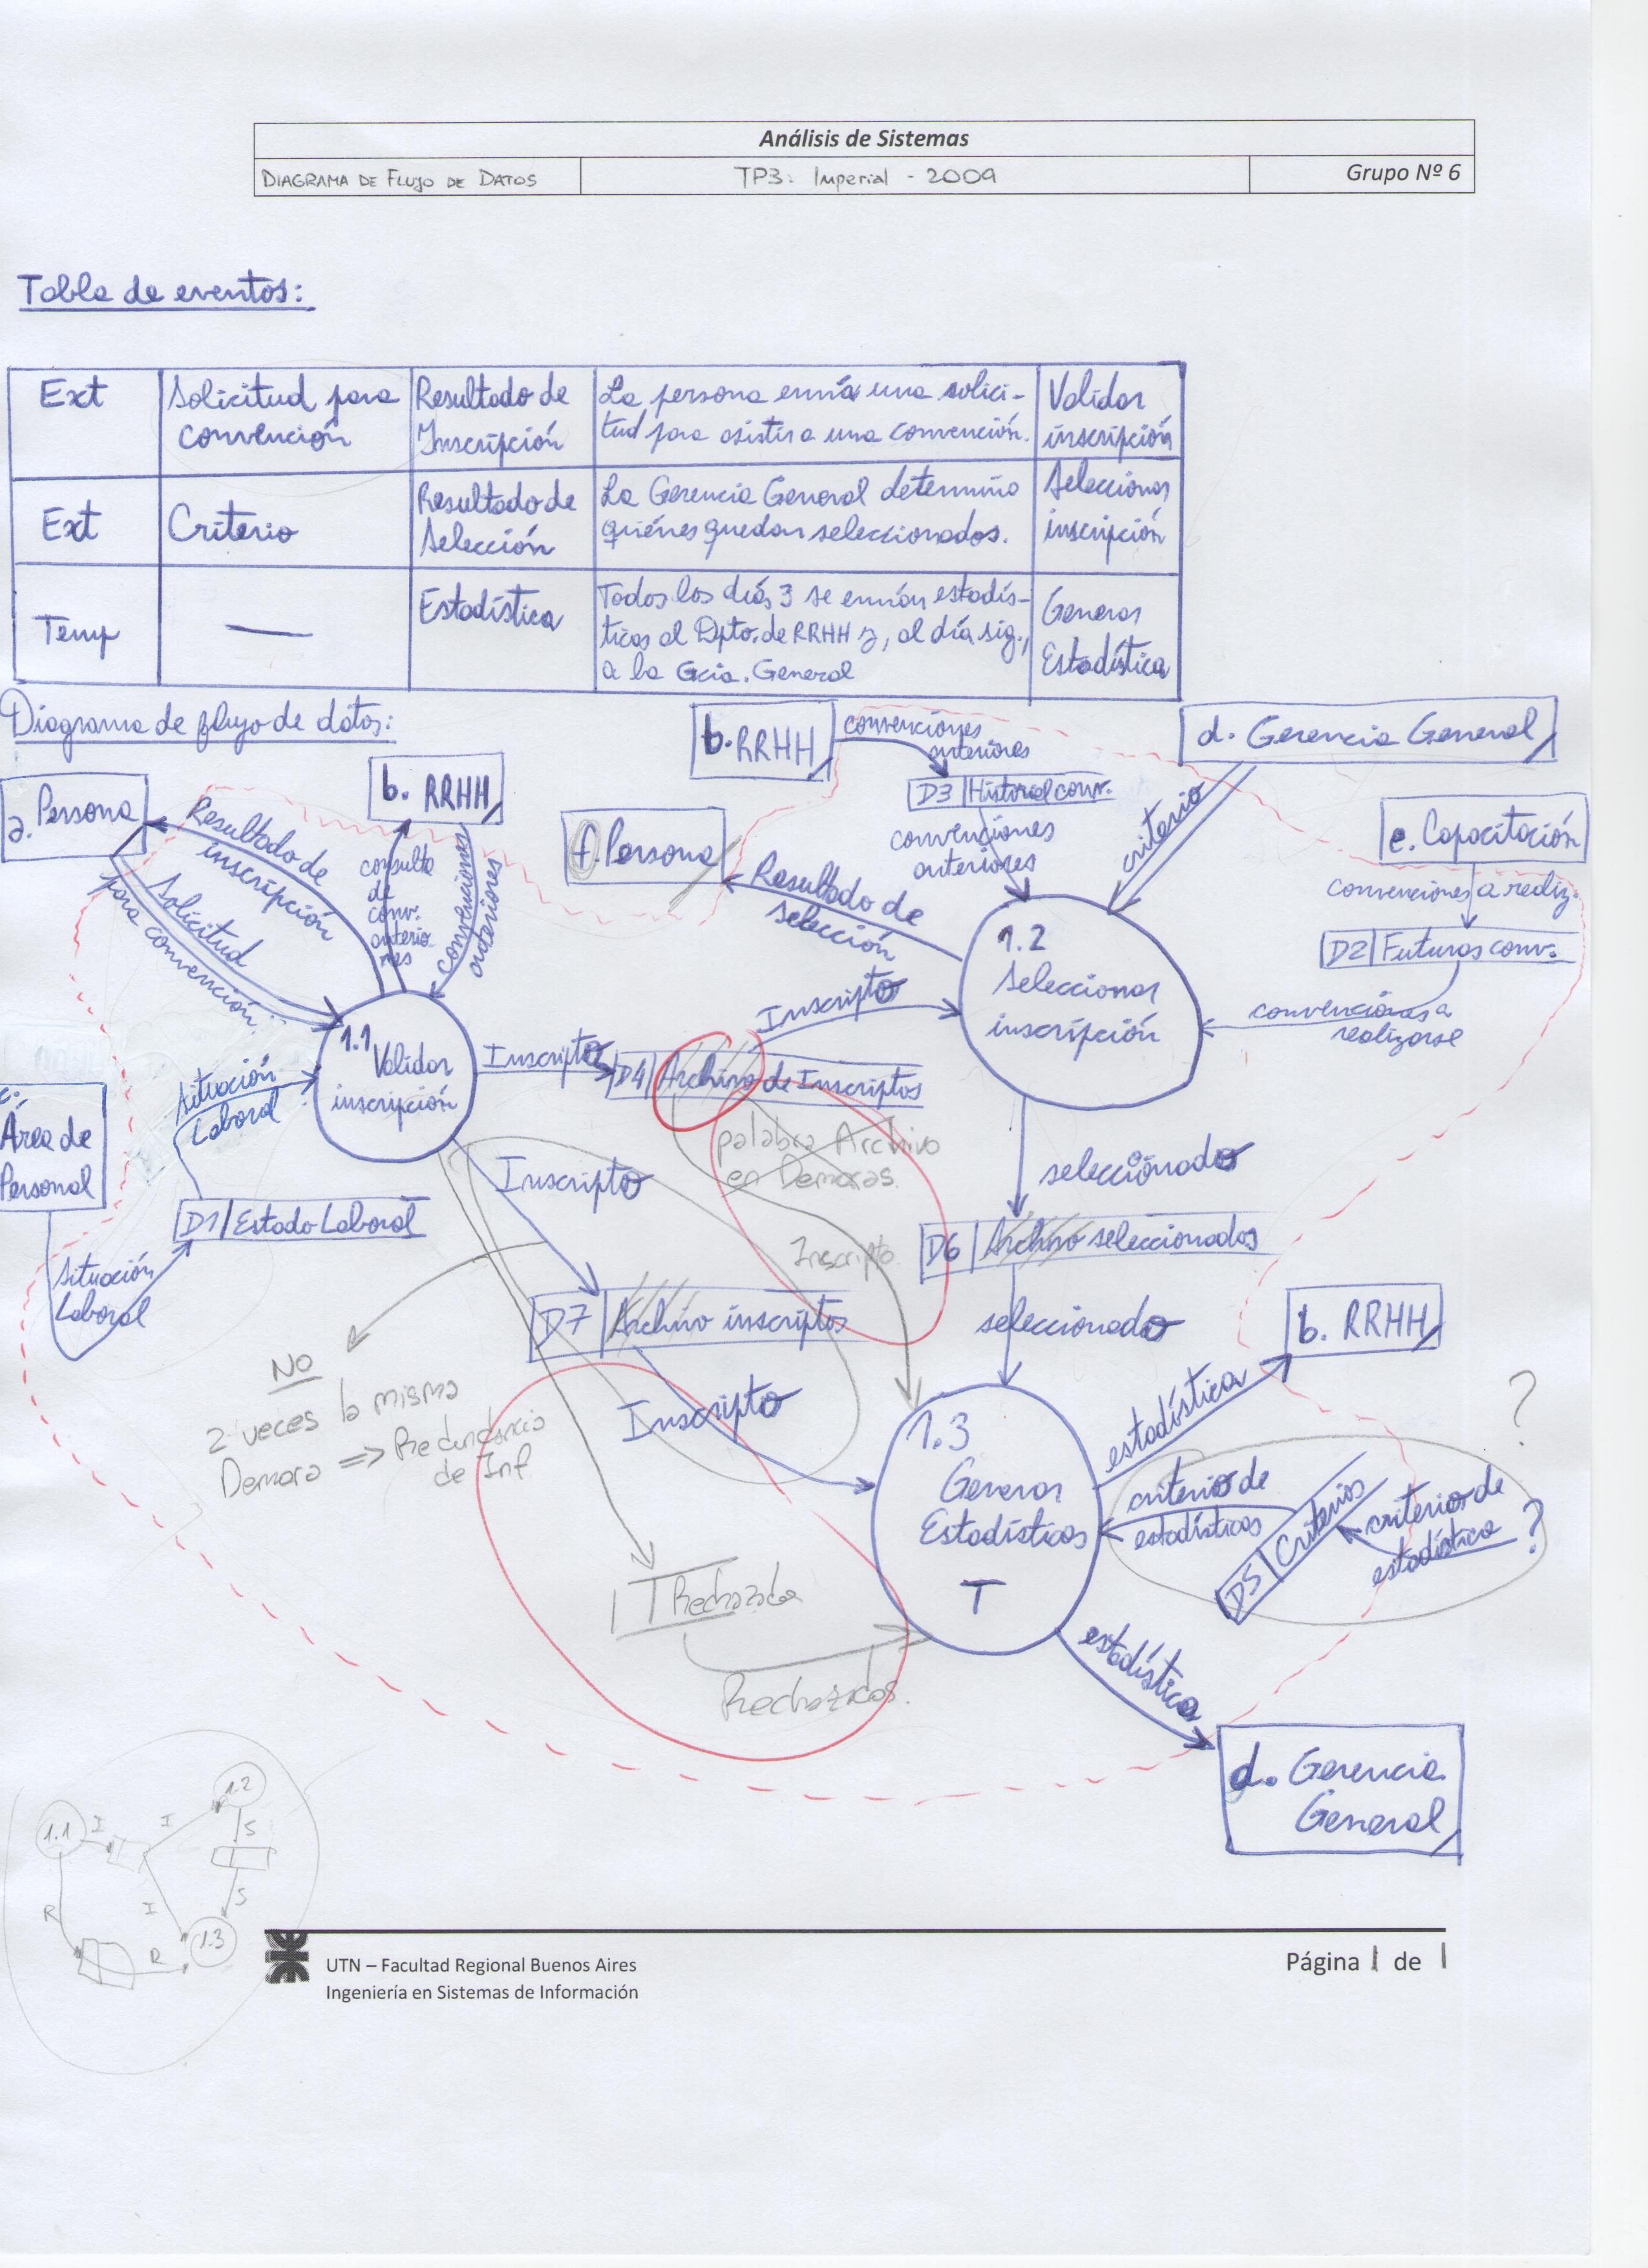 Análisis de Sistemas
DIAGRAMA DE FLUJO DE DATOS
TP3: Imperial - 2009
Grupo Nº 6
Tabla de eventos:
Ext
Solicitud para
convención
Resultado de
Inscripción
La persona envía una solici-
tud para asistir a una convención.
Validar
inscripción
Ext
Criterio
Resultado de
Selección
La Gerencia General determina
quiénes quedan seleccionados.
Seleccionar
inscripción
Temp
—
Estadística
Todos los días 3 se envían estadís-
ticas al Dpto. de RRHH y, al día sig.,
a la Gcia. General
Generar
Estadística
Diagrama de flujo de datos:
b. RRHH
convenciones
anteriores
d. Gerencia General
a. Persona
b. RRHH
D3 Historial conv.
Resultado de
inscripción
Solicitud
para convención
consulta
de
conv.
anterio
res
convenciones
anteriores
f. Persona
convenciones
anteriores
criterio
e. Capacitación
convenciones a realiz.
D2 Futuras conv.
Resultado de
selección
1.2
Seleccionar
inscripción
Inscripto
convenciones a
realizarse
1.1 Validar
inscripción
Inscripto
D4 Archivo de Inscriptos
Situación
Laboral
c.
Área de
Personal
palabra Archivo
en Demoras.
Inscripto
seleccionado
D1 Estado Laboral
D6 Archivo seleccionados
Inscripto
Situación
Laboral
D7 Archivo inscriptos
seleccionado
b. RRHH
NO
2 veces la misma
Demora => Redundancia
de Inf
Inscripto
estadística
?
1.3
Generar
Estadísticas
T
criterio de
estadísticas
D5 Criterios
criterio de
estadística
?
Rechazados
Rechazados.
estadística
d. Gerencia
General
1.1
I
I
1.2
S
S
I
R
R
1.3
UTN – Facultad Regional Buenos Aires
Ingeniería en Sistemas de Información
Página 1 de 1